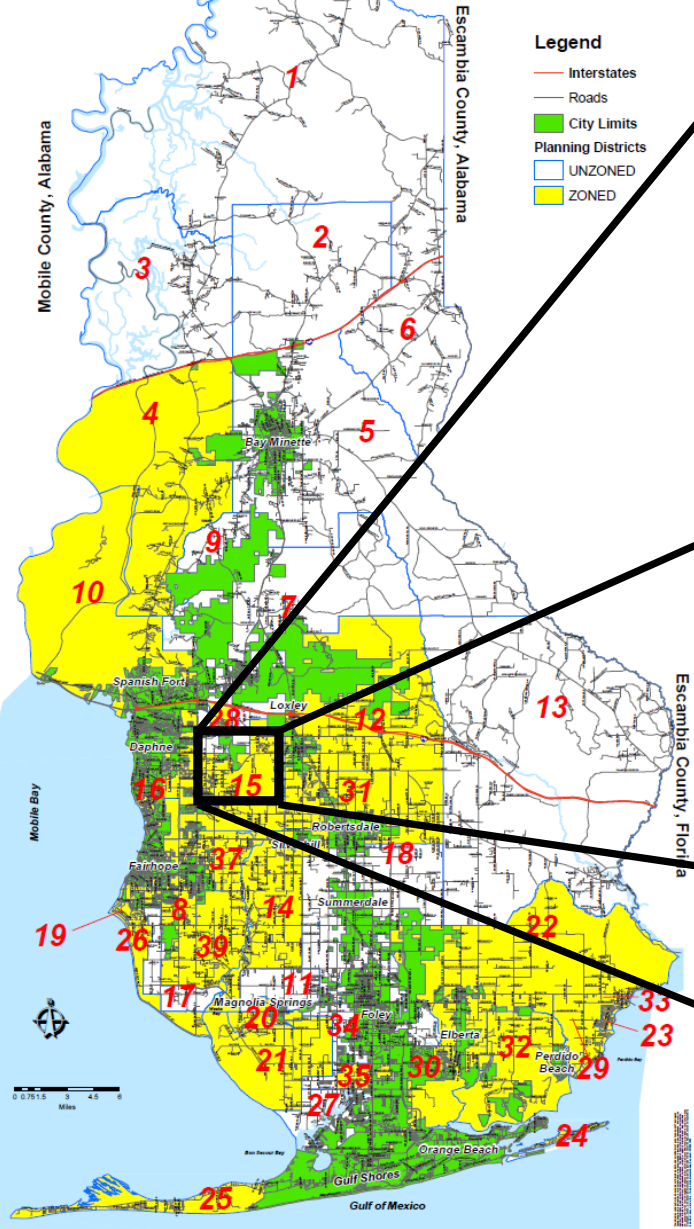 Escambia County, Alabama
Mobile County, Alabama
Legend
Interstates
Roads
City Limits
Planning Districts
UNZONED
ZONED
1
2
3
6
4
5
Bay Minette
9
10
7
Spanish Fort
Loxley
28
12
13
Escambia County, Florida
Daphne
Mobile Bay
16
15
31
Robertsdale
18
37
Fairhope
8
14
Summerdale
19
26
39
22
17
11
Magnolia Springs
20
34
Foley
33
23
Elberta
21
35
30
32
Perdido
Beach
29
Perdido Bay
27
24
Bon Secour Bay
Orange Beach
Gulf Shores
25
Gulf of Mexico
0 0.75 1.5 3 4.5 6
Miles